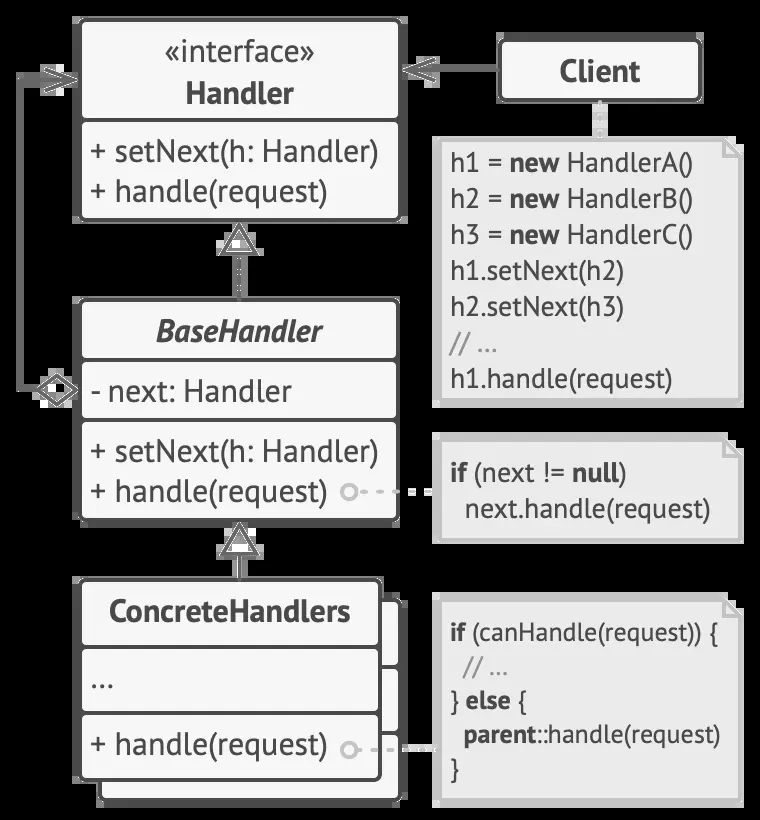 «interface»
Handler
+ setNext(h: Handler)
+ handle(request)
Client
h1 = new HandlerA()
h2 = new HandlerB()
h3 = new HandlerC()
h1.setNext(h2)
h2.setNext(h3)
// ...
h1.handle(request)
BaseHandler
- next: Handler
+ setNext(h: Handler)
+ handle(request)
if (next != null)
next.handle(request)
ConcreteHandlers
...
+ handle(request)
if (canHandle(request)) {
// ...
} else {
parent::handle(request)
}